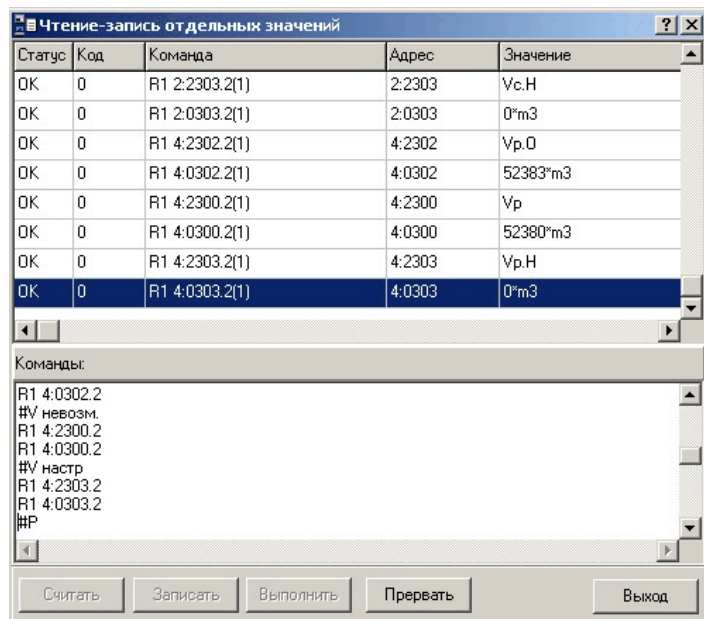 Чтение-запись отдельных значений
Статус Код Команда Адрес Значение
OK 0 R1 2:2303.2(1) 2:2303 Vc.H
OK 0 R1 2:0303.2(1) 2:0303 0*m3
OK 0 R1 4:2302.2(1) 4:2302 Vp.O
OK 0 R1 4:0302.2(1) 4:0302 52383*m3
OK 0 R1 4:2300.2(1) 4:2300 Vp
OK 0 R1 4:0300.2(1) 4:0300 52380*m3
OK 0 R1 4:2303.2(1) 4:2303 Vp.H
OK 0 R1 4:0303.2(1) 4:0303 0*m3
Команды:
R1 4:0302.2
#V невозм.
R1 4:2300.2
R1 4:0300.2
#V настр
R1 4:2303.2
R1 4:0303.2
#P
Считать Записать Выполнить Прервать Выход